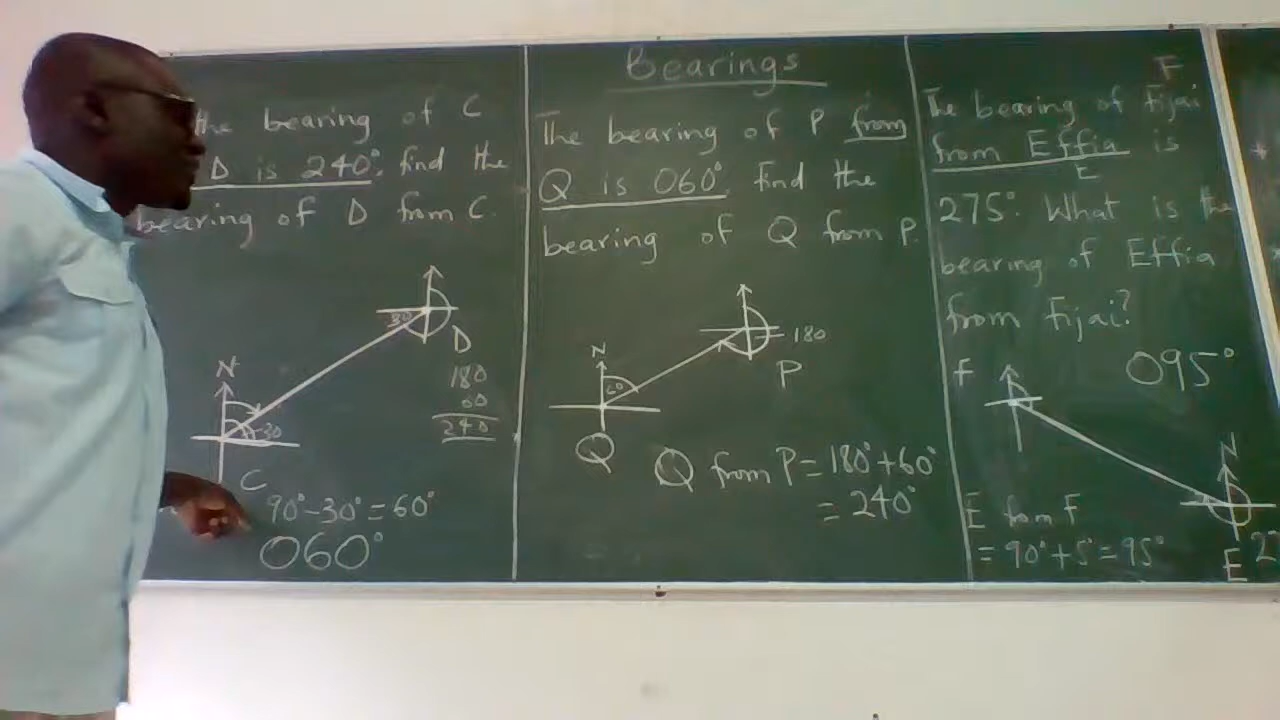 Bearings
the bearing of C
D is 240°. find the
bearing of D from C.
30
D
180
60
240
N
30
C
90° - 30° = 60°
060°
The bearing of P from
Q is 060°. Find the
bearing of Q from P.
180
P
N
60
Q
Q from P = 180° + 60°
= 240°
F
The bearing of Fijai
from Effia is
E
275°. What is the
bearing of Effia
from Fijai?
095°
F
N
E from F
= 90° + 5° = 95°
E